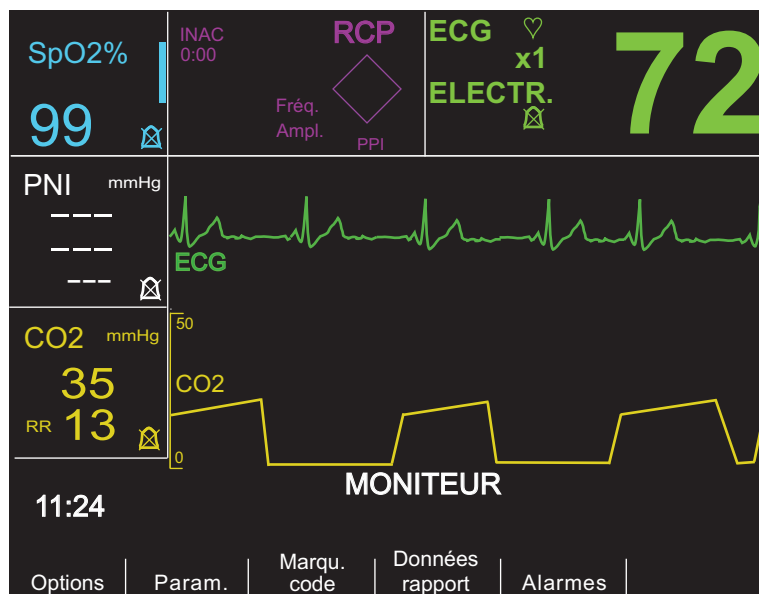 SpO2%
99
INAC
0:00
RCP
Fréq.
Ampl.
PPI
ECG
x1
ELECTR.
72
PNI mmHg
---
---
---
ECG
CO2 mmHg
35
RR 13
50
CO2
0
MONITEUR
11:24
Options
Param.
Marqu.
code
Données
rapport
Alarmes